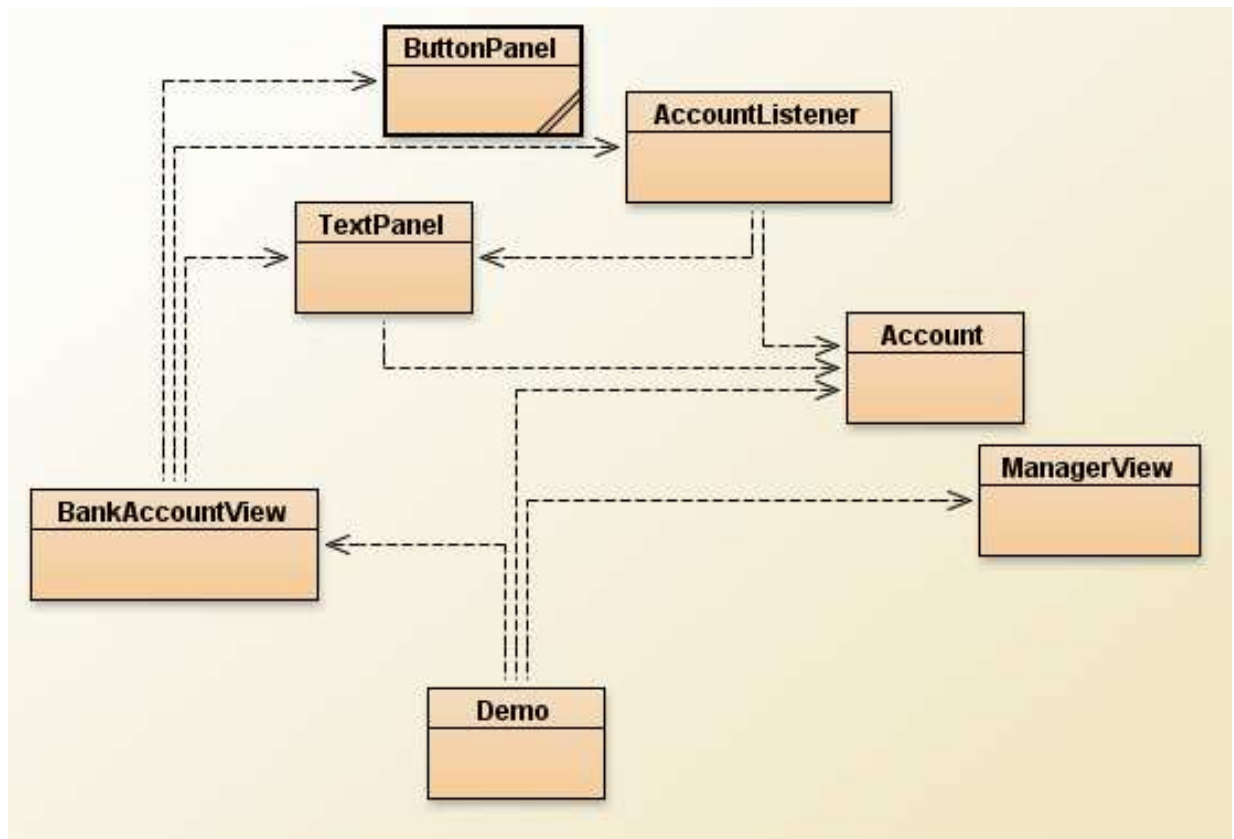 ButtonPanel
AccountListener
TextPanel
Account
ManagerView
BankAccountView
Demo